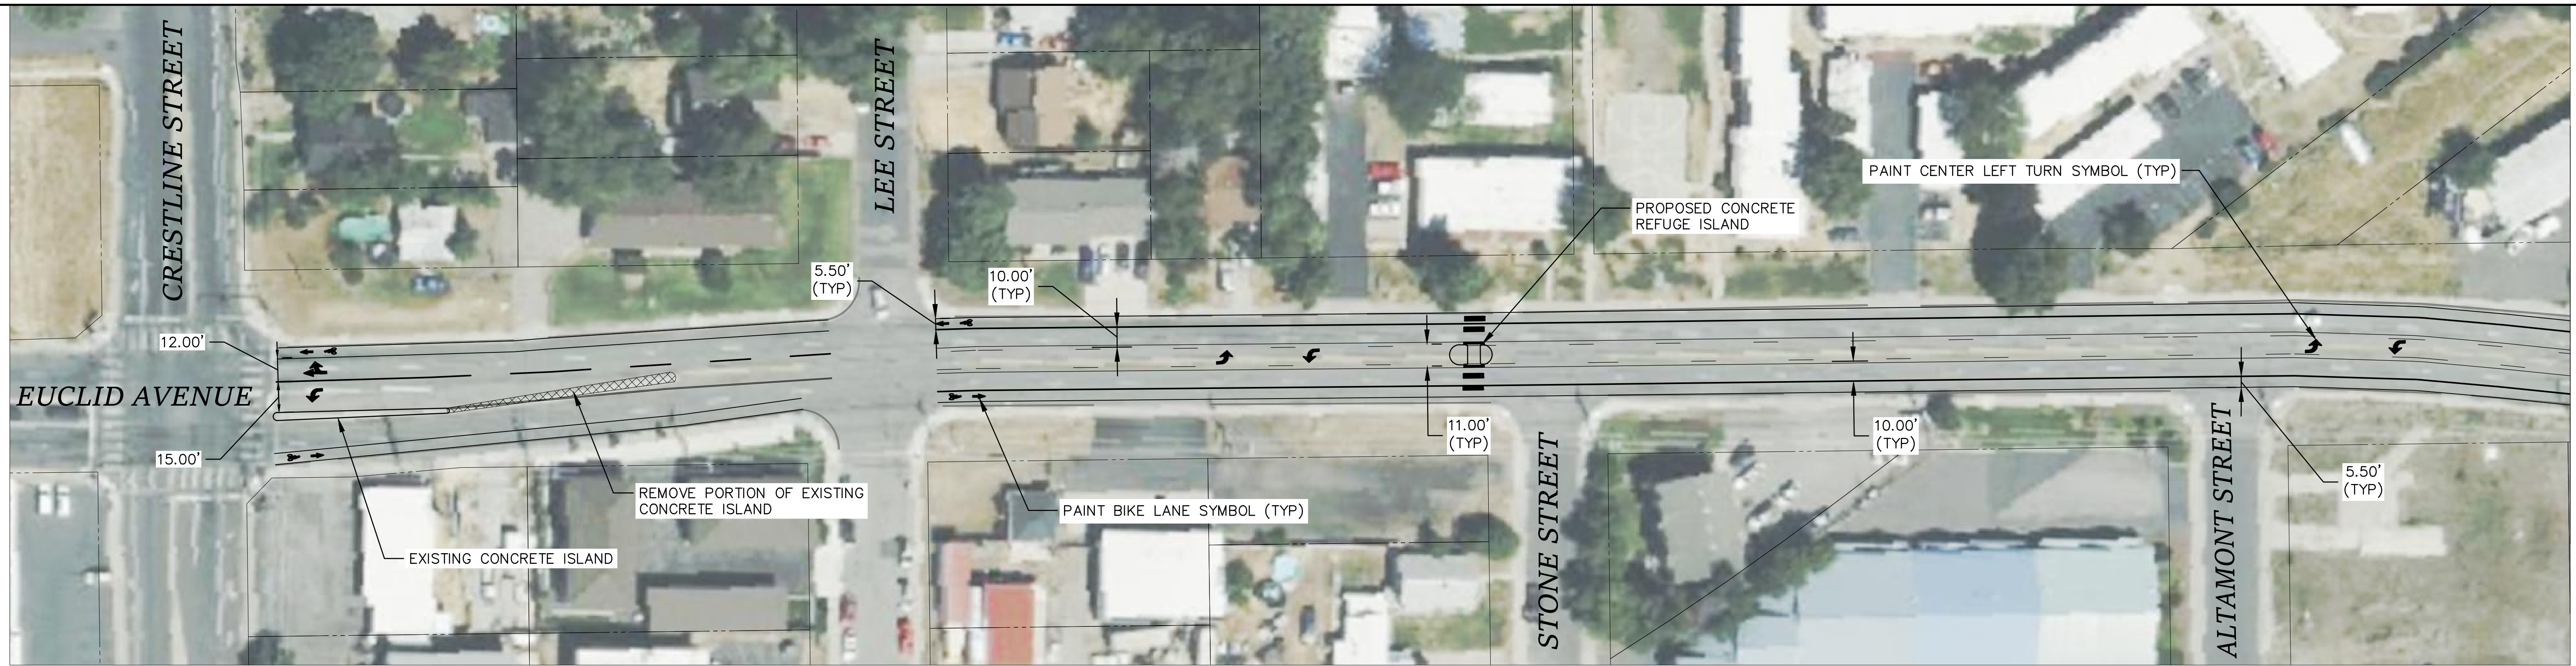 CRESTLINE STREET
LEE STREET
PAINT CENTER LEFT TURN SYMBOL (TYP)
PROPOSED CONCRETE
REFUGE ISLAND
5.50'
(TYP)
10.00'
(TYP)
12.00'
EUCLID AVENUE
15.00'
11.00'
(TYP)
10.00'
(TYP)
STONE STREET
ALTAMONT STREET
5.50'
(TYP)
REMOVE PORTION OF EXISTING
CONCRETE ISLAND
PAINT BIKE LANE SYMBOL (TYP)
EXISTING CONCRETE ISLAND